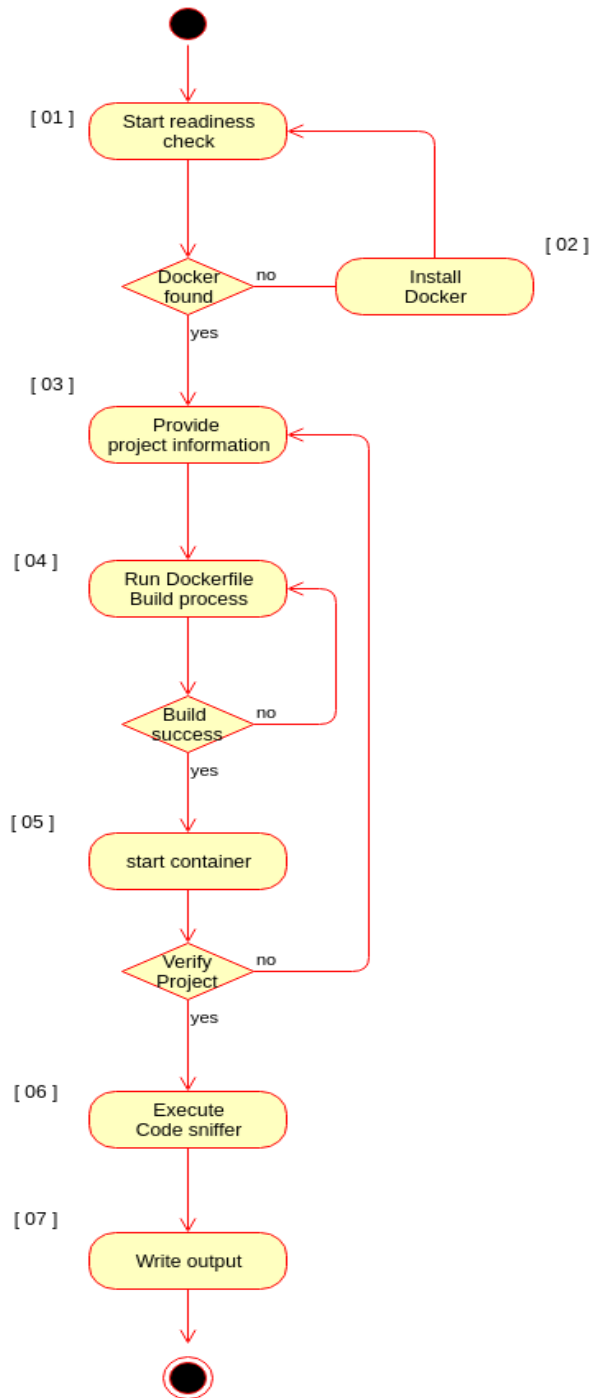 [ 01 ]
Start readiness
check
[ 02 ]
Docker
found
no
Install
Docker
yes
[ 03 ]
Provide
project information
[ 04 ]
Run Dockerfile
Build process
Build
success
no
yes
[ 05 ]
start container
Verify
Project
no
yes
[ 06 ]
Execute
Code sniffer
[ 07 ]
Write output